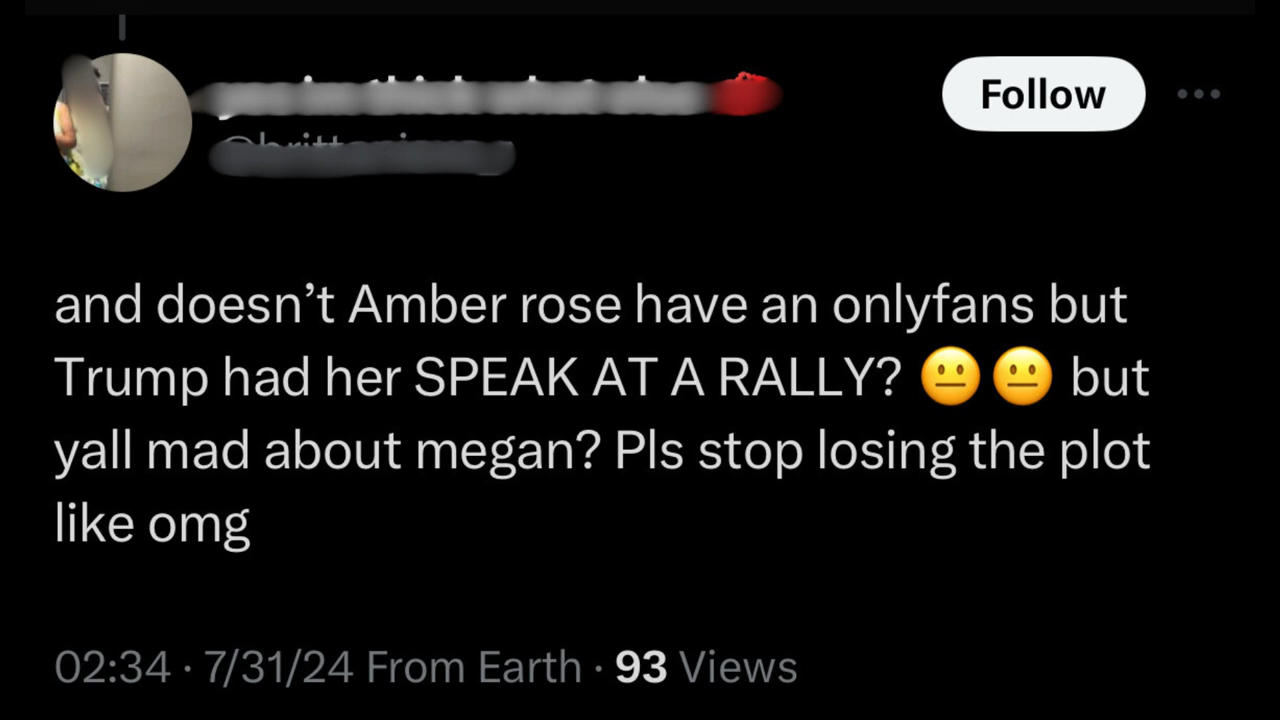 Follow
and doesn’t Amber rose have an onlyfans but
Trump had her SPEAK AT A RALLY? 😐😐 but
yall mad about megan? Pls stop losing the plot
like omg
02:34 · 7/31/24 From Earth · 93 Views